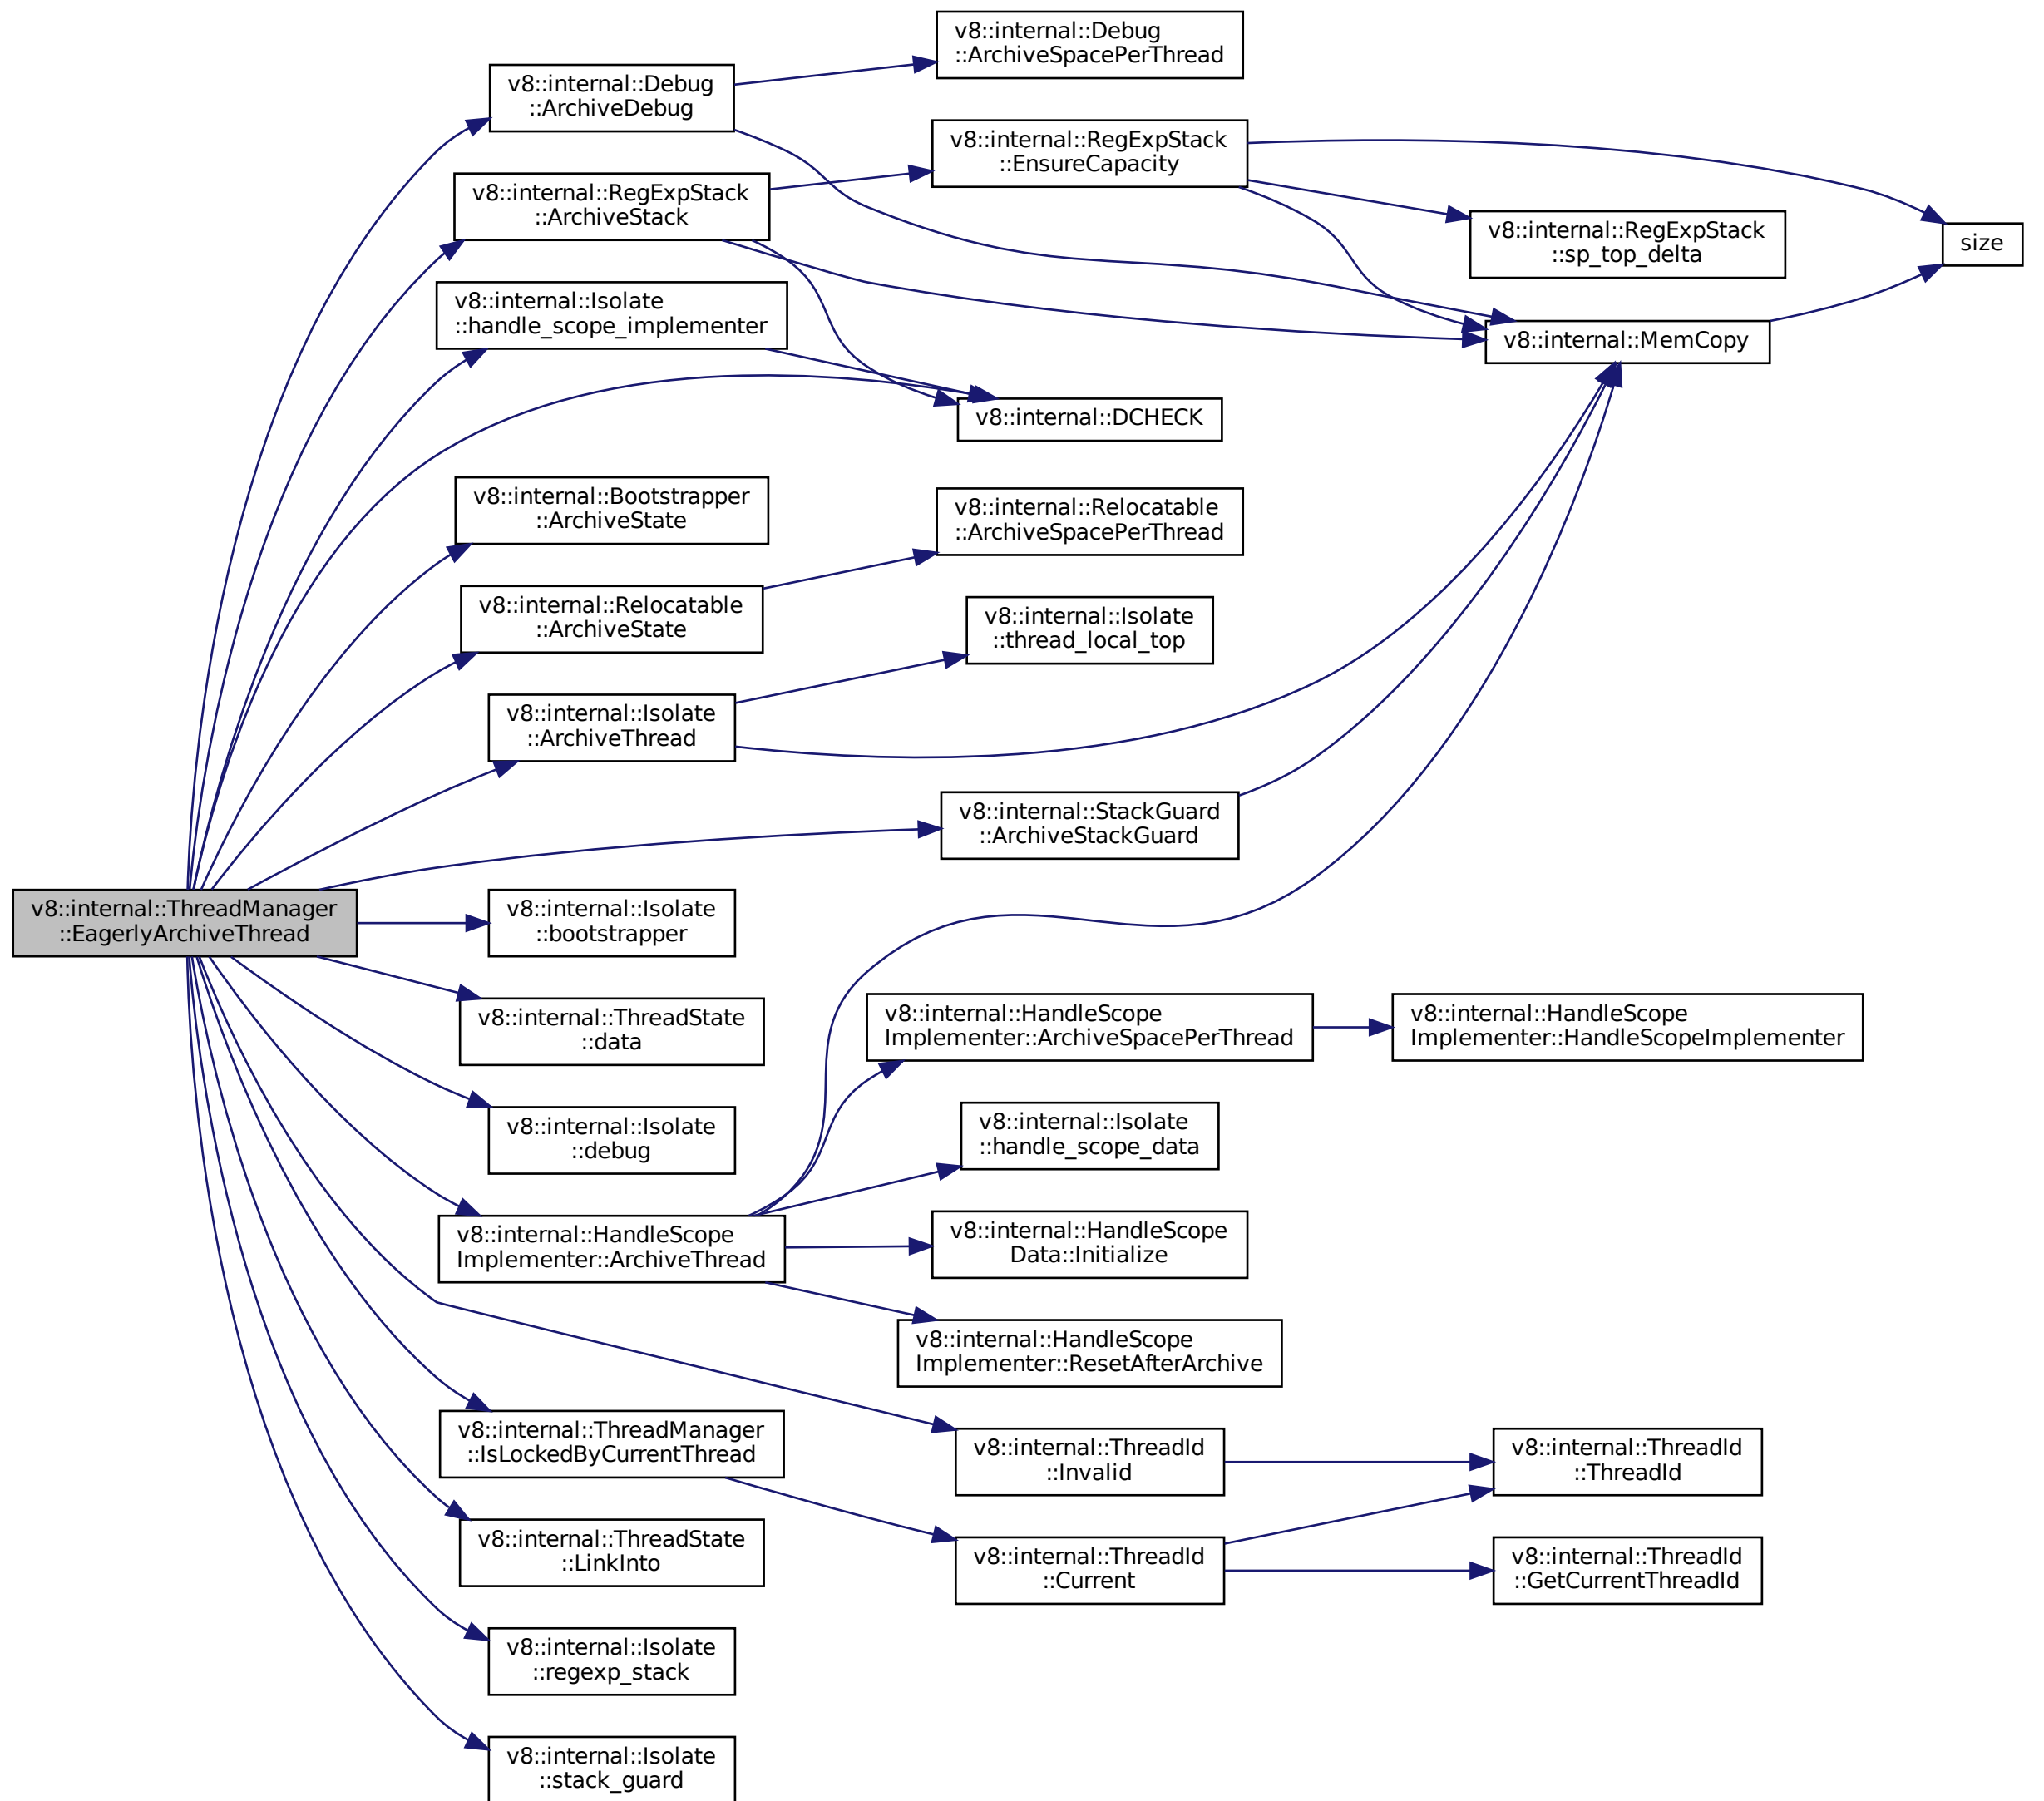 v8::internal::Debug
::ArchiveSpacePerThread
v8::internal::Debug
::ArchiveDebug
v8::internal::RegExpStack
::EnsureCapacity
v8::internal::RegExpStack
::ArchiveStack
v8::internal::RegExpStack
::sp_top_delta
size
v8::internal::Isolate
::handle_scope_implementer
v8::internal::MemCopy
v8::internal::DCHECK
v8::internal::Bootstrapper
::ArchiveState
v8::internal::Relocatable
::ArchiveSpacePerThread
v8::internal::Relocatable
::ArchiveState
v8::internal::Isolate
::thread_local_top
v8::internal::Isolate
::ArchiveThread
v8::internal::StackGuard
::ArchiveStackGuard
v8::internal::ThreadManager
::EagerlyArchiveThread
v8::internal::Isolate
::bootstrapper
v8::internal::ThreadState
::data
v8::internal::HandleScope
Implementer::ArchiveSpacePerThread
v8::internal::HandleScope
Implementer::HandleScopeImplementer
v8::internal::Isolate
::debug
v8::internal::Isolate
::handle_scope_data
v8::internal::HandleScope
Implementer::ArchiveThread
v8::internal::HandleScope
Data::Initialize
v8::internal::HandleScope
Implementer::ResetAfterArchive
v8::internal::ThreadManager
::IsLockedByCurrentThread
v8::internal::ThreadId
::Invalid
v8::internal::ThreadId
::ThreadId
v8::internal::ThreadState
::LinkInto
v8::internal::ThreadId
::Current
v8::internal::ThreadId
::GetCurrentThreadId
v8::internal::Isolate
::regexp_stack
v8::internal::Isolate
::stack_guard